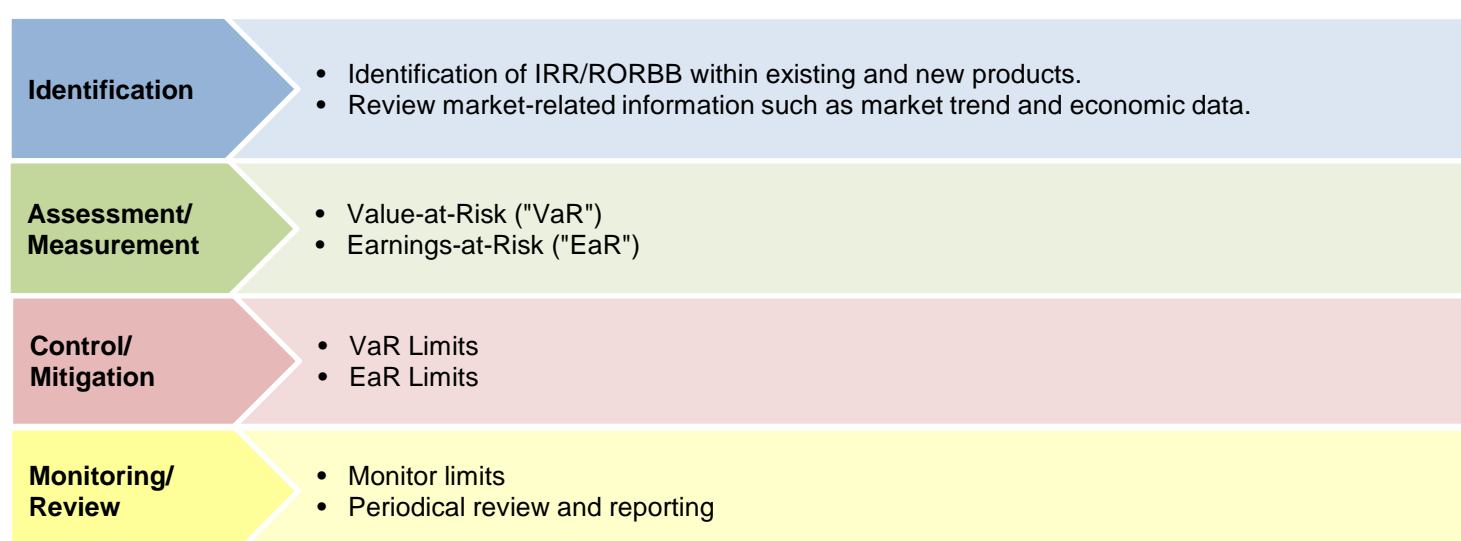 Identification
• Identification of IRR/RORBB within existing and new products.
• Review market-related information such as market trend and economic data.
Assessment/
Measurement
• Value-at-Risk ("VaR")
• Earnings-at-Risk ("EaR")
Control/
Mitigation
• VaR Limits
• EaR Limits
Monitoring/
Review
• Monitor limits
• Periodical review and reporting